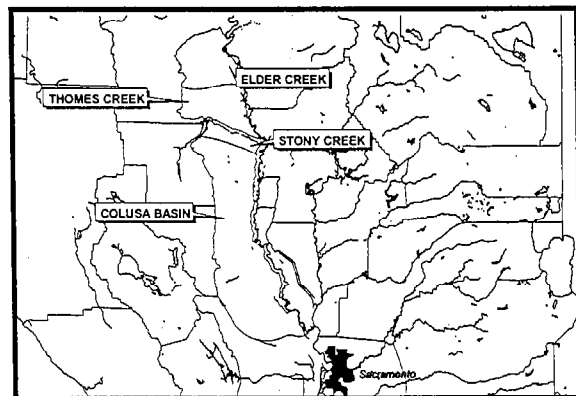 ELDER CREEK
THOMES CREEK
STONY CREEK
COLUSA BASIN
Sacramento